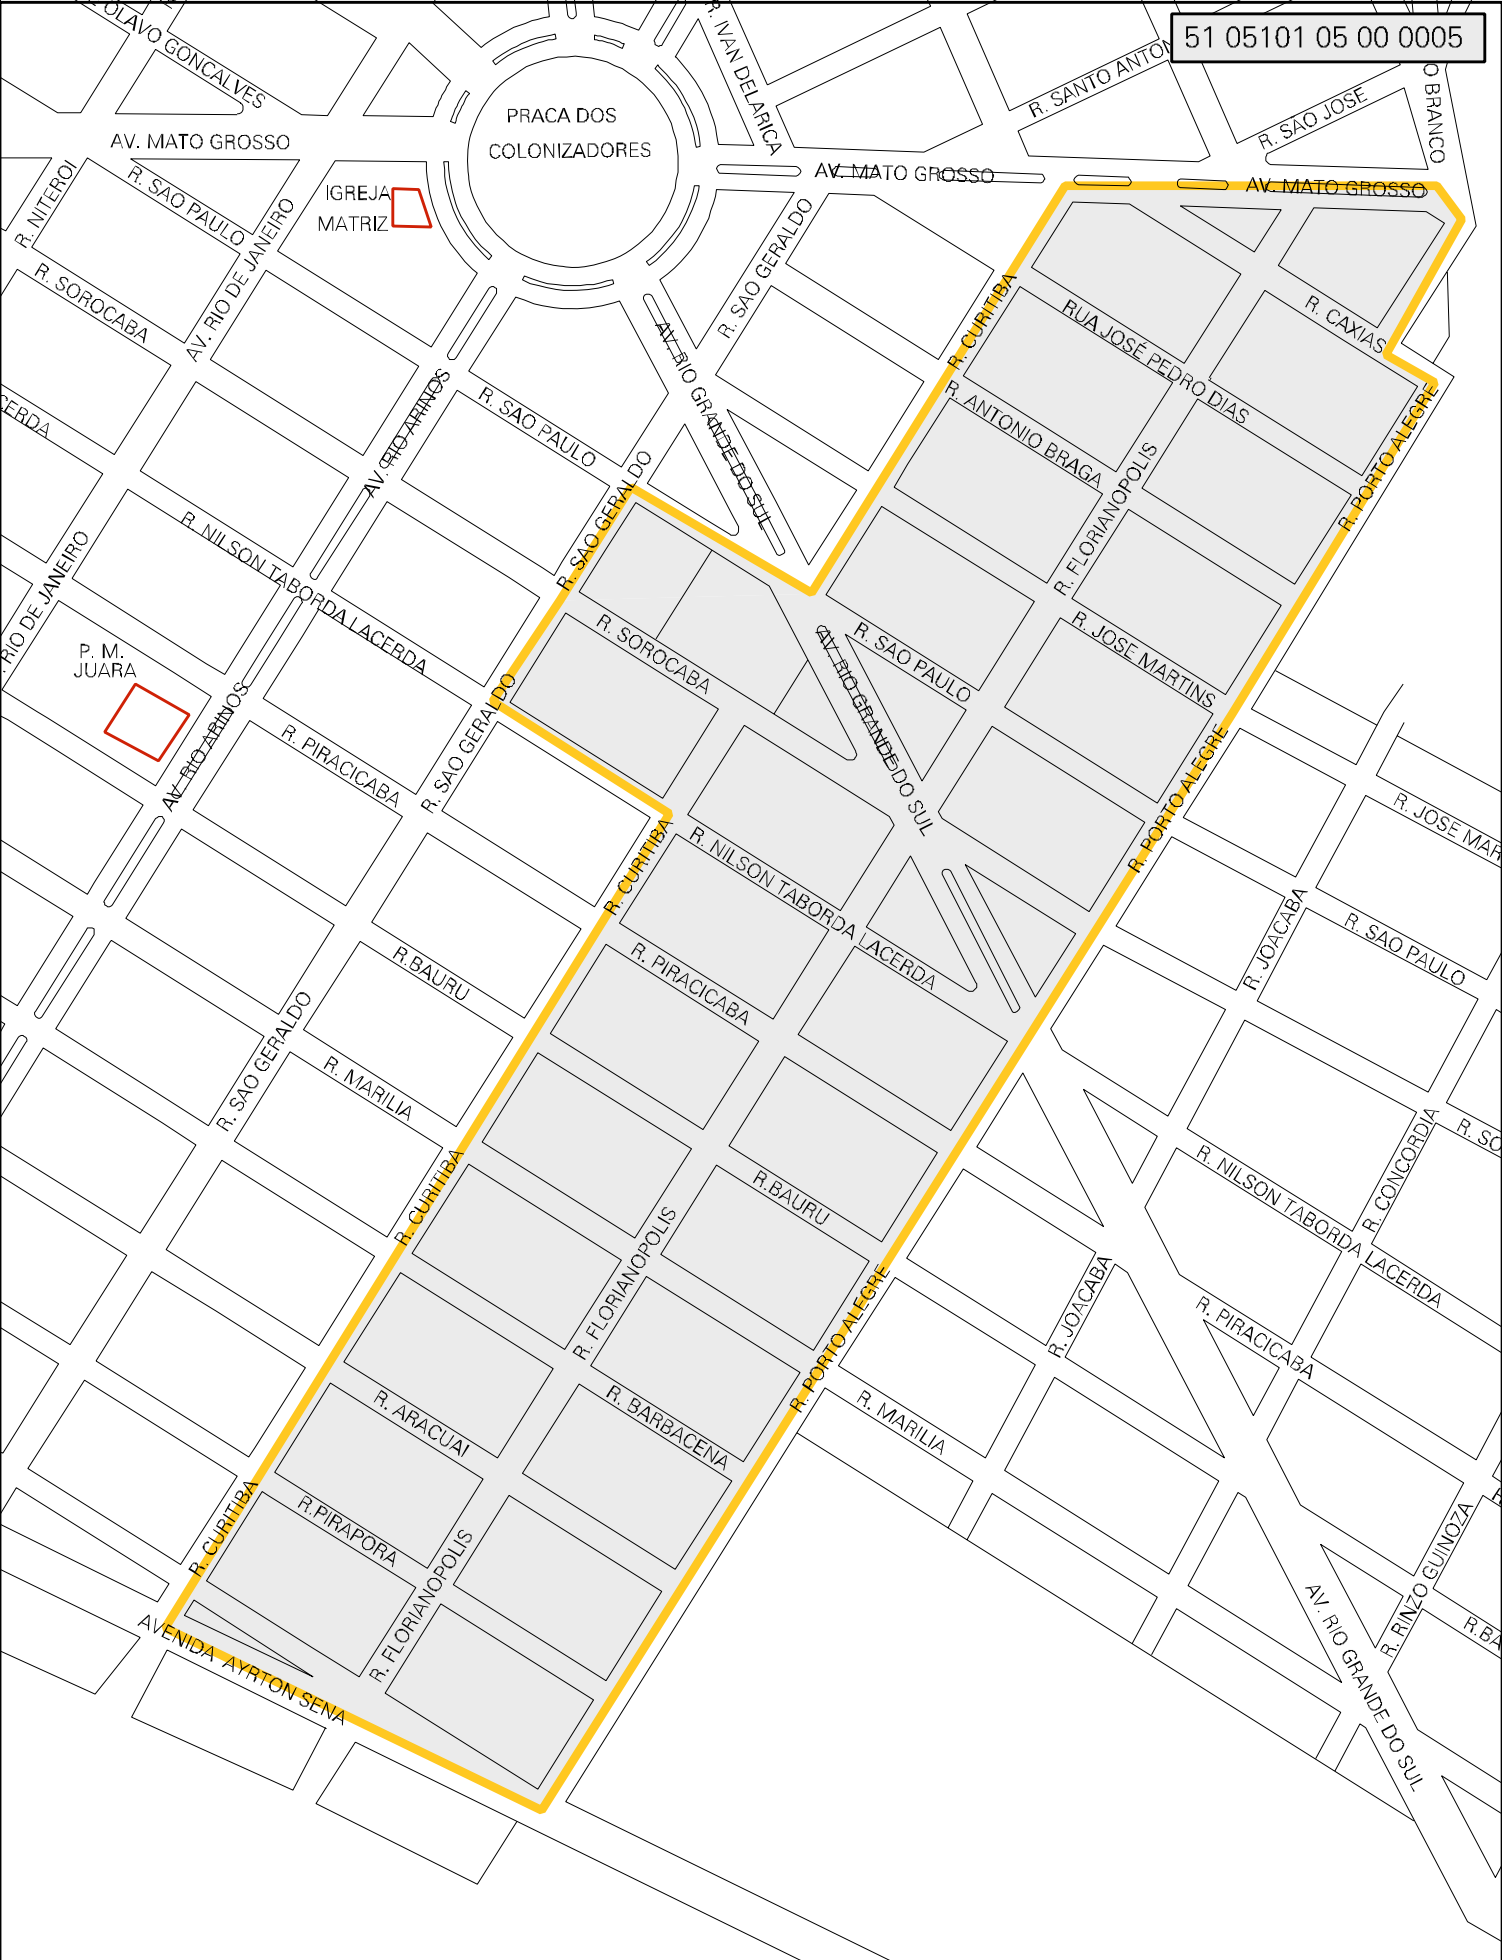 51 05101 05 00 0005
OLAVO GONCALVES
R. IVAN DELARICA
R. SAO JOSE
O BRANCO
PRACA DOS
COLONIZADORES
AV. MATO GROSSO
AV. MATO GROSSO
AV. MATO GROSSO
R. NITEROI
R. SAO PAULO
IGREJA
MATRIZ
AV. RIO DE JANEIRO
R. SAO GERALDO
R. SOROCABA
R. CURITIBA
R. CAXIAS
RUA JOSÉ PEDRO DIAS
AV. RIO GRANDE DO SUL
AV. RIO ARINOS
R. SAO PAULO
R. ANTONIO BRAGA
R. PORTO ALEGRE
CERDA
R. FLORIANOPOLIS
R. SAO GERALDO
R. NILSON TABORDA LACERDA
RIO DE JANEIRO
P. M.
JUARA
R. SOROCABA
AV. RIO GRANDE DO SUL
R. SAO PAULO
R. JOSE MARTINS
AV. RIO ARINOS
R. SAO GERALDO
R. PIRACICABA
R. PORTO ALEGRE
R. JOSE MAR
R. CURITIBA
R. NILSON TABORDA LACERDA
R. JOACABA
R. SAO PAULO
R.BAURU
R. PIRACICABA
R. SAO GERALDO
R. MARILIA
R. CONCORDIA
R. SO
R. CURITIBA
R.BAURU
R. NILSON TABORDA LACERDA
R. FLORIANOPOLIS
R. JOACABA
R. PORTO ALEGRE
R. PIRACICABA
R. ARACUAI
R. BARBACENA
R. MARILIA
R. CURITIBA
R.PIRAPORA
R. FLORIANOPOLIS
R. RINZO GUINOZA
AV. RIO GRANDE DO SUL
R.BA
AVENIDA AYRTON SENA